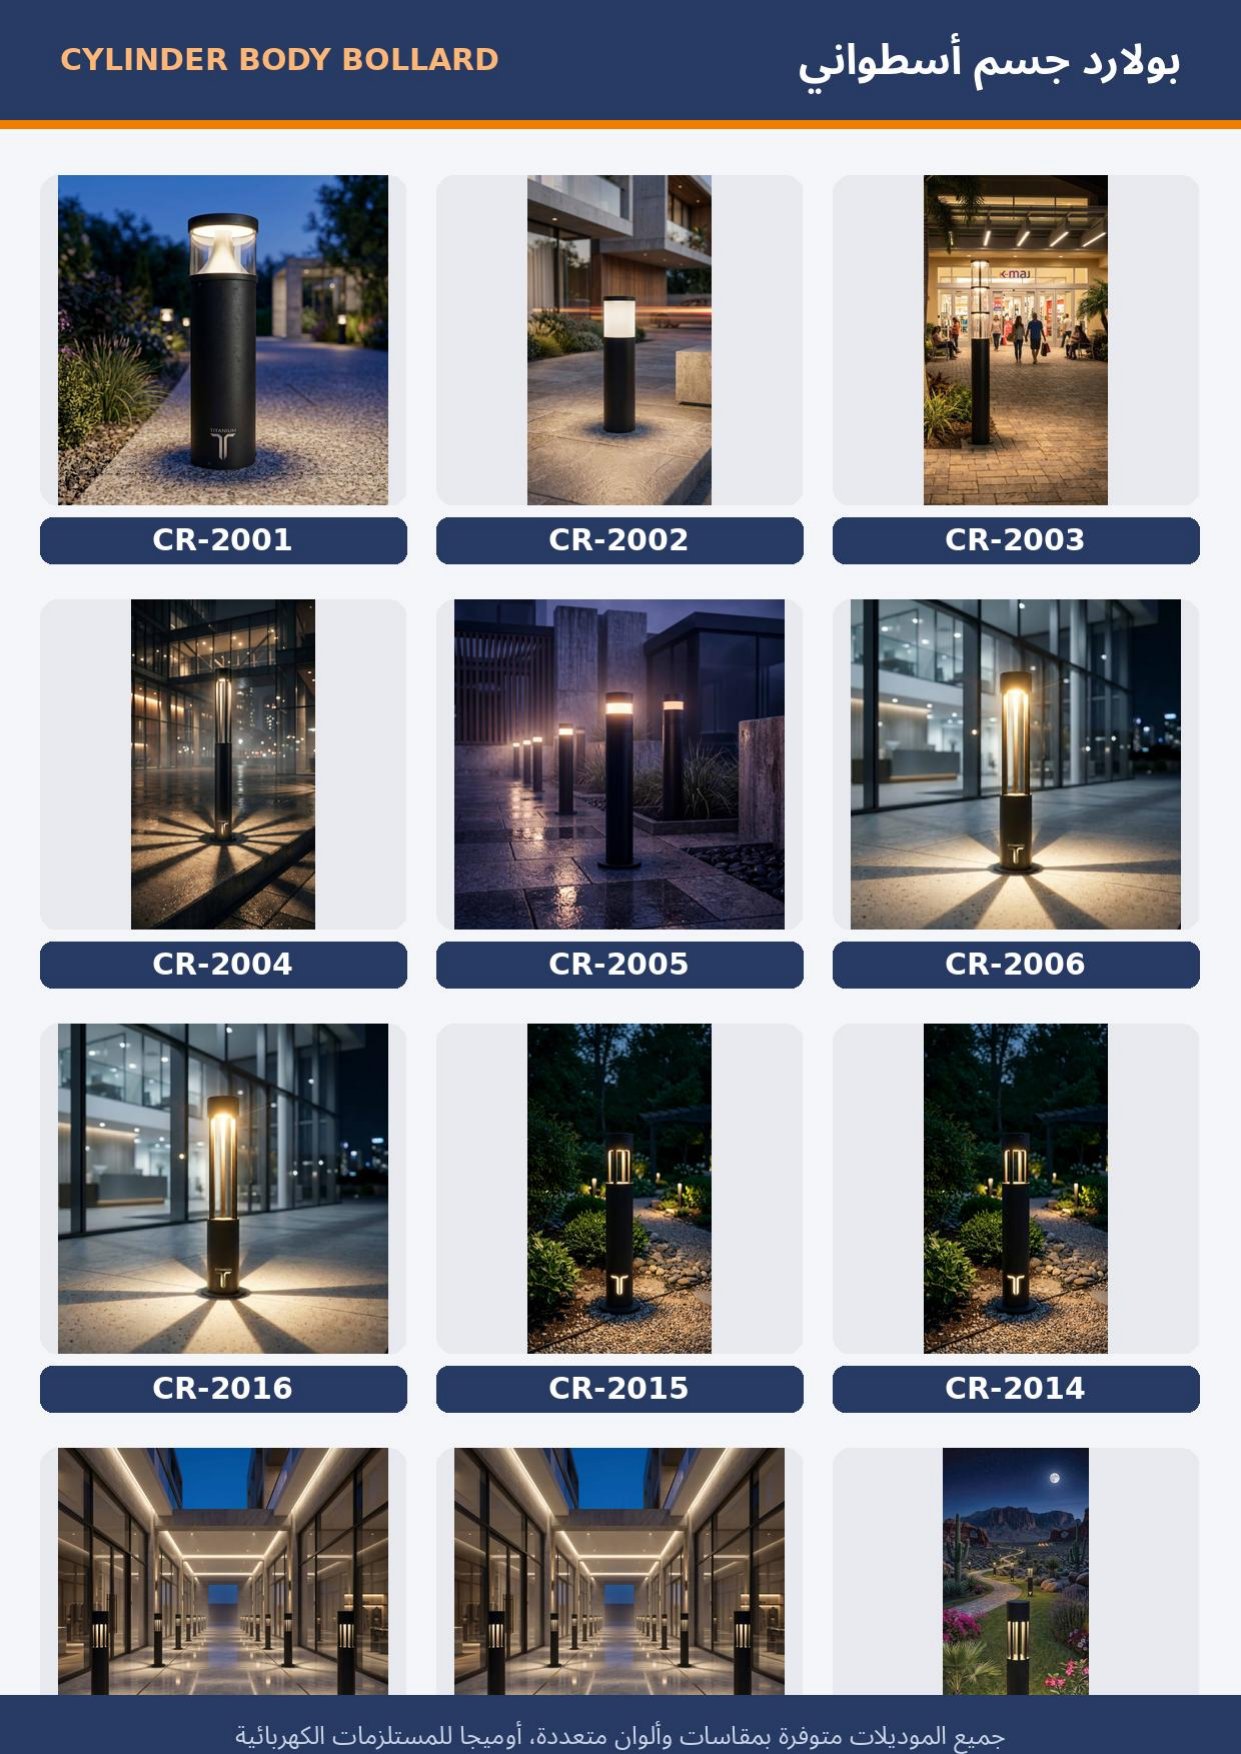 CYLINDER BODY BOLLARD
بولارد جسم أسطواني
TITANIUM
CR-2001
CR-2002
CR-2003
CR-2004
CR-2005
CR-2006
CR-2016
CR-2015
CR-2014
جميع الموديلات متوفرة بمقاسات وألوان متعددة، أوميجا للمستلزمات الكهربائية